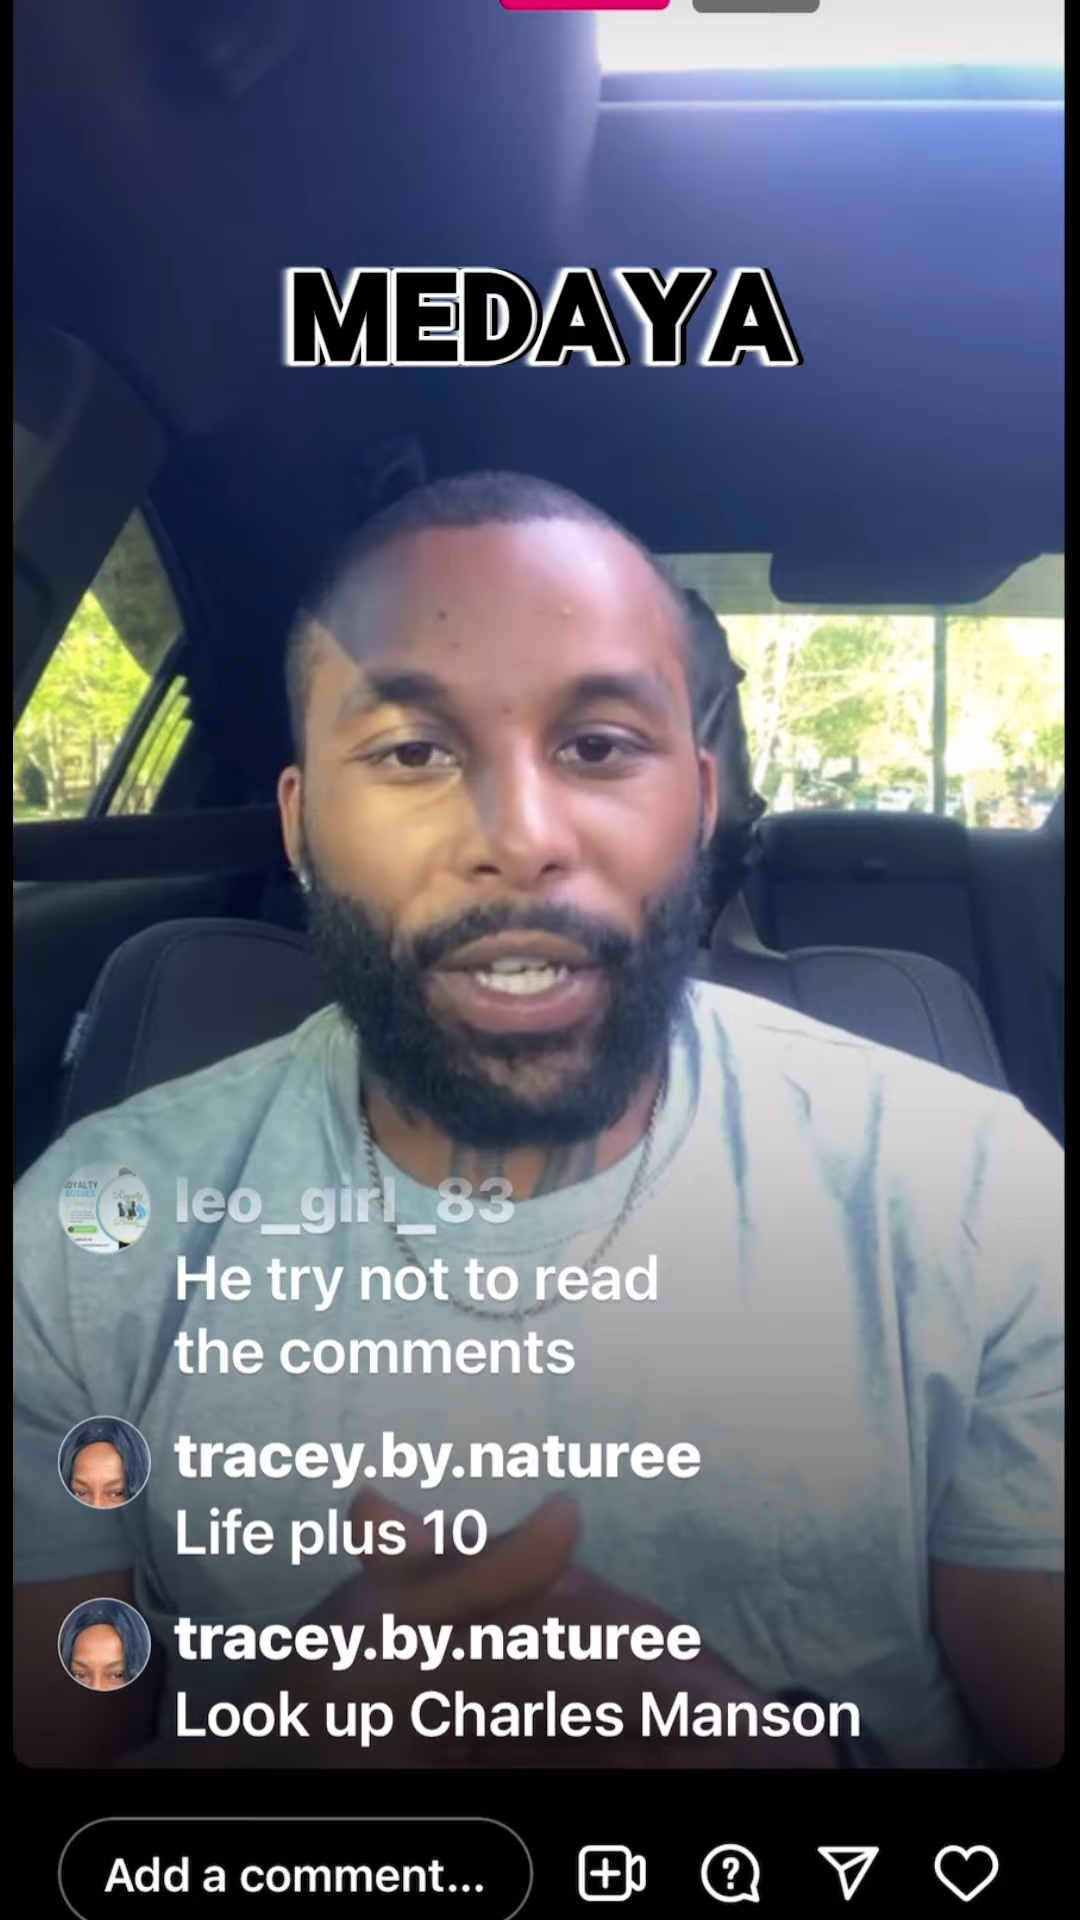 MEDAYA
leo_girl_83
He try not to read
the comments
tracey.by.naturee
Life plus 10
tracey.by.naturee
Look up Charles Manson
Add a comment...